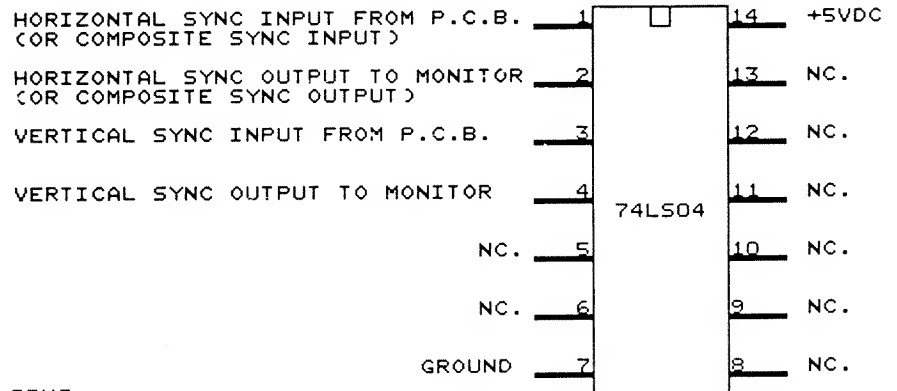 HORIZONTAL SYNC INPUT FROM P.C.B. 1 14 +5VDC
(OR COMPOSITE SYNC INPUT)
HORIZONTAL SYNC OUTPUT TO MONITOR 2 13 NC.
(OR COMPOSITE SYNC OUTPUT)
VERTICAL SYNC INPUT FROM P.C.B. 3 12 NC.
VERTICAL SYNC OUTPUT TO MONITOR 4 11 NC.
74LS04
NC. 5 10 NC.
NC. 6 9 NC.
GROUND 7 8 NC.